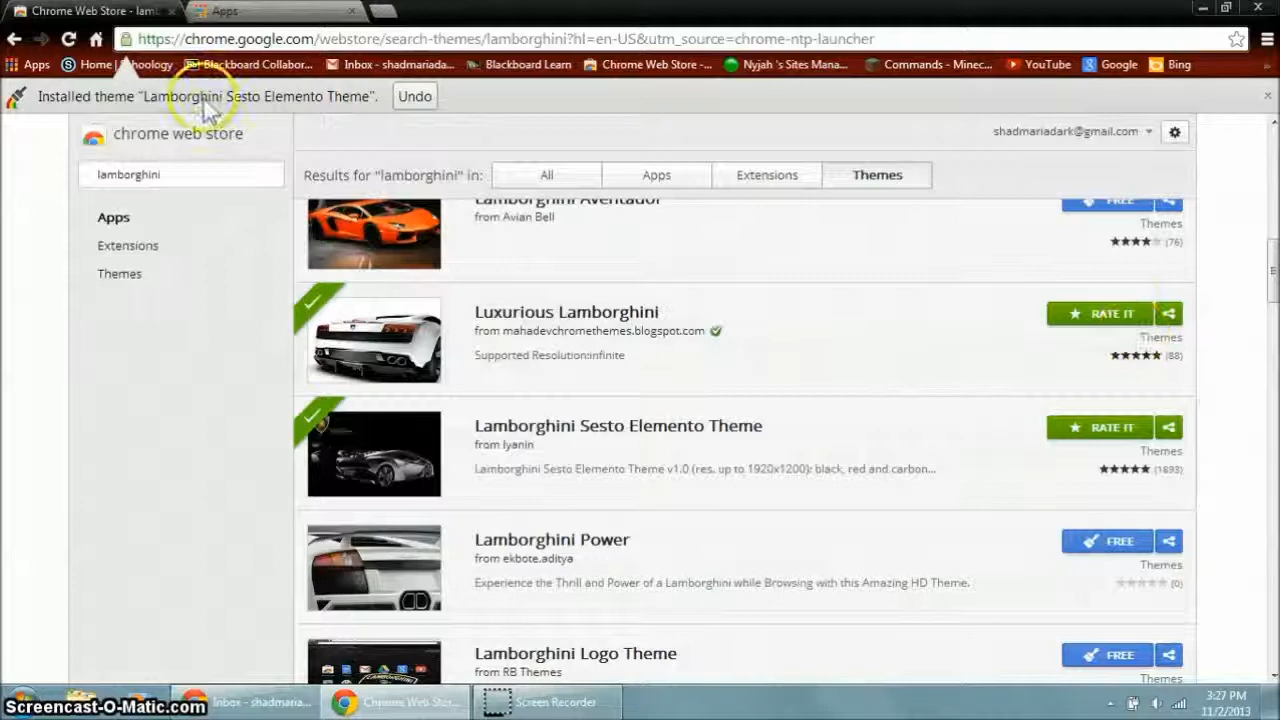 Chrome Web Store - lam
Apps
https://chrome.google.com/webstore/search-themes/lamborghini?hl=en-US&utm_source=chrome-ntp-launcher
Apps Home | Schoology Blackboard Collabor... Inbox - shadmariada... Blackboard Learn Chrome Web Store -... Nyjah 's Sites Mana... Commands - Minec... YouTube Google Bing
Installed theme "Lamborghini Sesto Elemento Theme". Undo
chrome web store
shadmariadark@gmail.com
lamborghini
Results for "lamborghini" in: All Apps Extensions Themes
Apps
Extensions
Themes
Lamborghini Aventador
from Avian Bell
FREE
Themes
(76)
Luxurious Lamborghini
from mahadevchromethemes.blogspot.com
Supported Resolution:infinite
RATE IT
Themes
(88)
Lamborghini Sesto Elemento Theme
from Iyanin
Lamborghini Sesto Elemento Theme v1.0 (res. up to 1920x1200): black, red and carbon...
RATE IT
Themes
(1893)
Lamborghini Power
from ekbote.aditya
Experience the Thrill and Power of a Lamborghini while Browsing with this Amazing HD Theme.
FREE
Themes
(0)
Lamborghini Logo Theme
from RB Themes
FREE
Themes
Inbox - shadmaria... Chrome Web Stor... Screen Recorder
3:27 PM
11/2/2013
Screencast-O-Matic.com